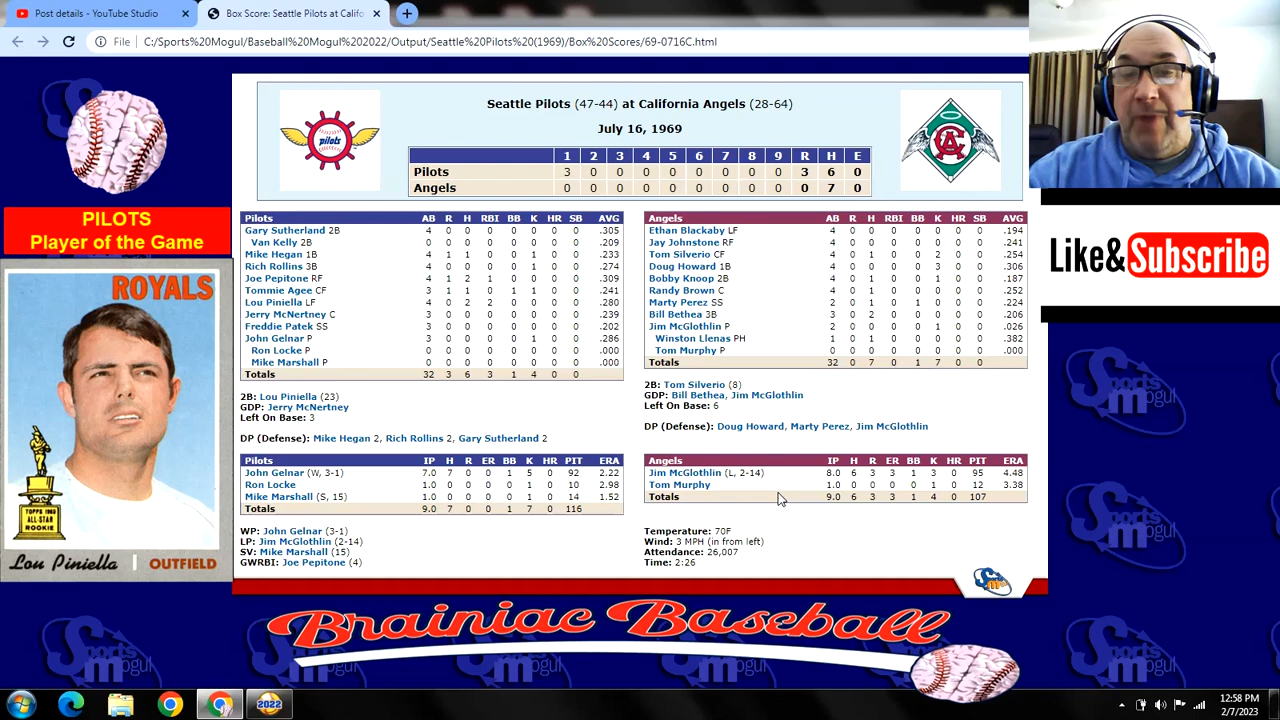 Post details - YouTube Studio
Box Score: Seattle Pilots at Califo
File C:/Sports%20Mogul/Baseball%20Mogul%202022/Output/Seattle%20Pilots%20(1969)/Box%20Scores/69-0716C.html
Seattle Pilots (47-44) at California Angels (28-64)
July 16, 1969
pilots
CA
1 2 3 4 5 6 7 8 9 R H E
Pilots 3 0 0 0 0 0 0 0 0 3 6 0
Angels 0 0 0 0 0 0 0 0 0 0 7 0
PILOTS
Player of the Game
ROYALS
TOPPS 1969
ALL-STAR
ROOKIE
Lou Piniella | OUTFIELD
Pilots AB R H RBI BB K HR SB AVG
Gary Sutherland 2B 4 0 0 0 0 0 0 0 .305
Van Kelly 2B 0 0 0 0 0 0 0 0 .209
Mike Hegan 1B 4 1 1 0 0 1 0 0 .233
Rich Rollins 3B 4 0 0 0 0 1 0 0 .274
Joe Pepitone RF 4 1 2 1 0 0 0 0 .309
Tommie Agee CF 3 1 1 0 1 1 0 0 .241
Lou Piniella LF 4 0 2 2 0 0 0 0 .280
Jerry McNertney C 3 0 0 0 0 0 0 0 .239
Freddie Patek SS 3 0 0 0 0 0 0 0 .202
John Gelnar P 3 0 0 0 0 1 0 0 .286
Ron Locke P 0 0 0 0 0 0 0 0 .000
Mike Marshall P 0 0 0 0 0 0 0 0 .000
Totals 32 3 6 3 1 4 0 0
2B: Lou Piniella (23)
GDP: Jerry McNertney
Left On Base: 3
DP (Defense): Mike Hegan 2, Rich Rollins 2, Gary Sutherland 2
Angels AB R H RBI BB K HR SB AVG
Ethan Blackaby LF 4 0 0 0 0 0 0 0 .194
Jay Johnstone RF 4 0 0 0 0 0 0 0 .241
Tom Silverio CF 4 0 1 0 0 2 0 0 .254
Doug Howard 1B 4 0 0 0 0 3 0 0 .306
Bobby Knoop 2B 4 0 1 0 0 1 0 0 .187
Randy Brown C 4 0 1 0 0 0 0 0 .252
Marty Perez SS 2 0 1 0 1 0 0 0 .224
Bill Bethea 3B 3 0 2 0 0 0 0 0 .206
Jim McGlothlin P 2 0 0 0 0 1 0 0 .026
Winston Llenas PH 1 0 1 0 0 0 0 0 .382
Tom Murphy P 0 0 0 0 0 0 0 0 .000
Totals 32 0 7 0 1 7 0 0
2B: Tom Silverio (8)
GDP: Bill Bethea, Jim McGlothlin
Left On Base: 6
DP (Defense): Doug Howard, Marty Perez, Jim McGlothlin
Pilots IP H R ER BB K HR PIT ERA
John Gelnar (W, 3-1) 7.0 7 0 0 1 5 0 92 2.22
Ron Locke 1.0 0 0 0 0 1 0 10 2.98
Mike Marshall (S, 15) 1.0 0 0 0 0 1 0 14 1.52
Totals 9.0 7 0 0 1 7 0 116
WP: John Gelnar (3-1)
LP: Jim McGlothlin (2-14)
SV: Mike Marshall (15)
GWRBI: Joe Pepitone (4)
Angels IP H R ER BB K HR PIT ERA
Jim McGlothlin (L, 2-14) 8.0 6 3 3 1 3 0 95 4.48
Tom Murphy 1.0 0 0 0 0 1 0 12 3.38
Totals 9.0 6 3 3 1 4 0 107
Temperature: 70F
Wind: 3 MPH (in from left)
Attendance: 26,007
Time: 2:26
Like& Subscribe
Brainiac Baseball
Sports Mogul
2022
12:58 PM
2/7/2023